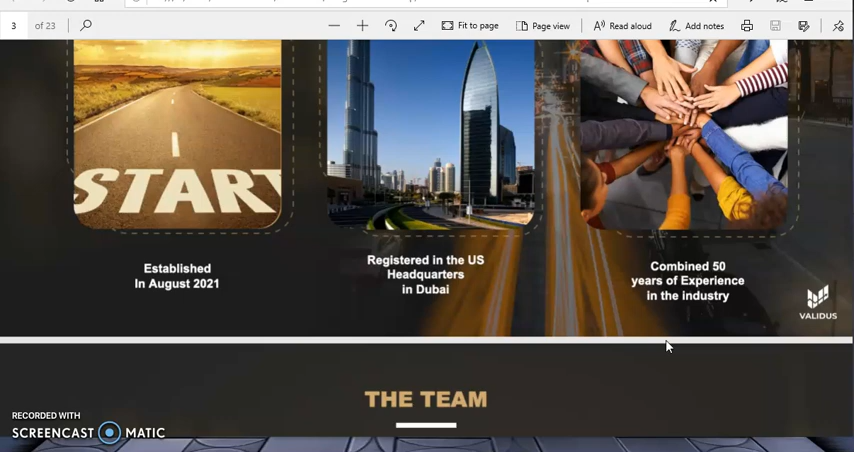 3 of 23
Fit to page
Page view
Read aloud
Add notes
START
Established
In August 2021
Registered in the US
Headquarters
in Dubai
Combined 50
years of Experience
in the industry
VALIDUS
THE TEAM
RECORDED WITH
SCREENCAST MATIC